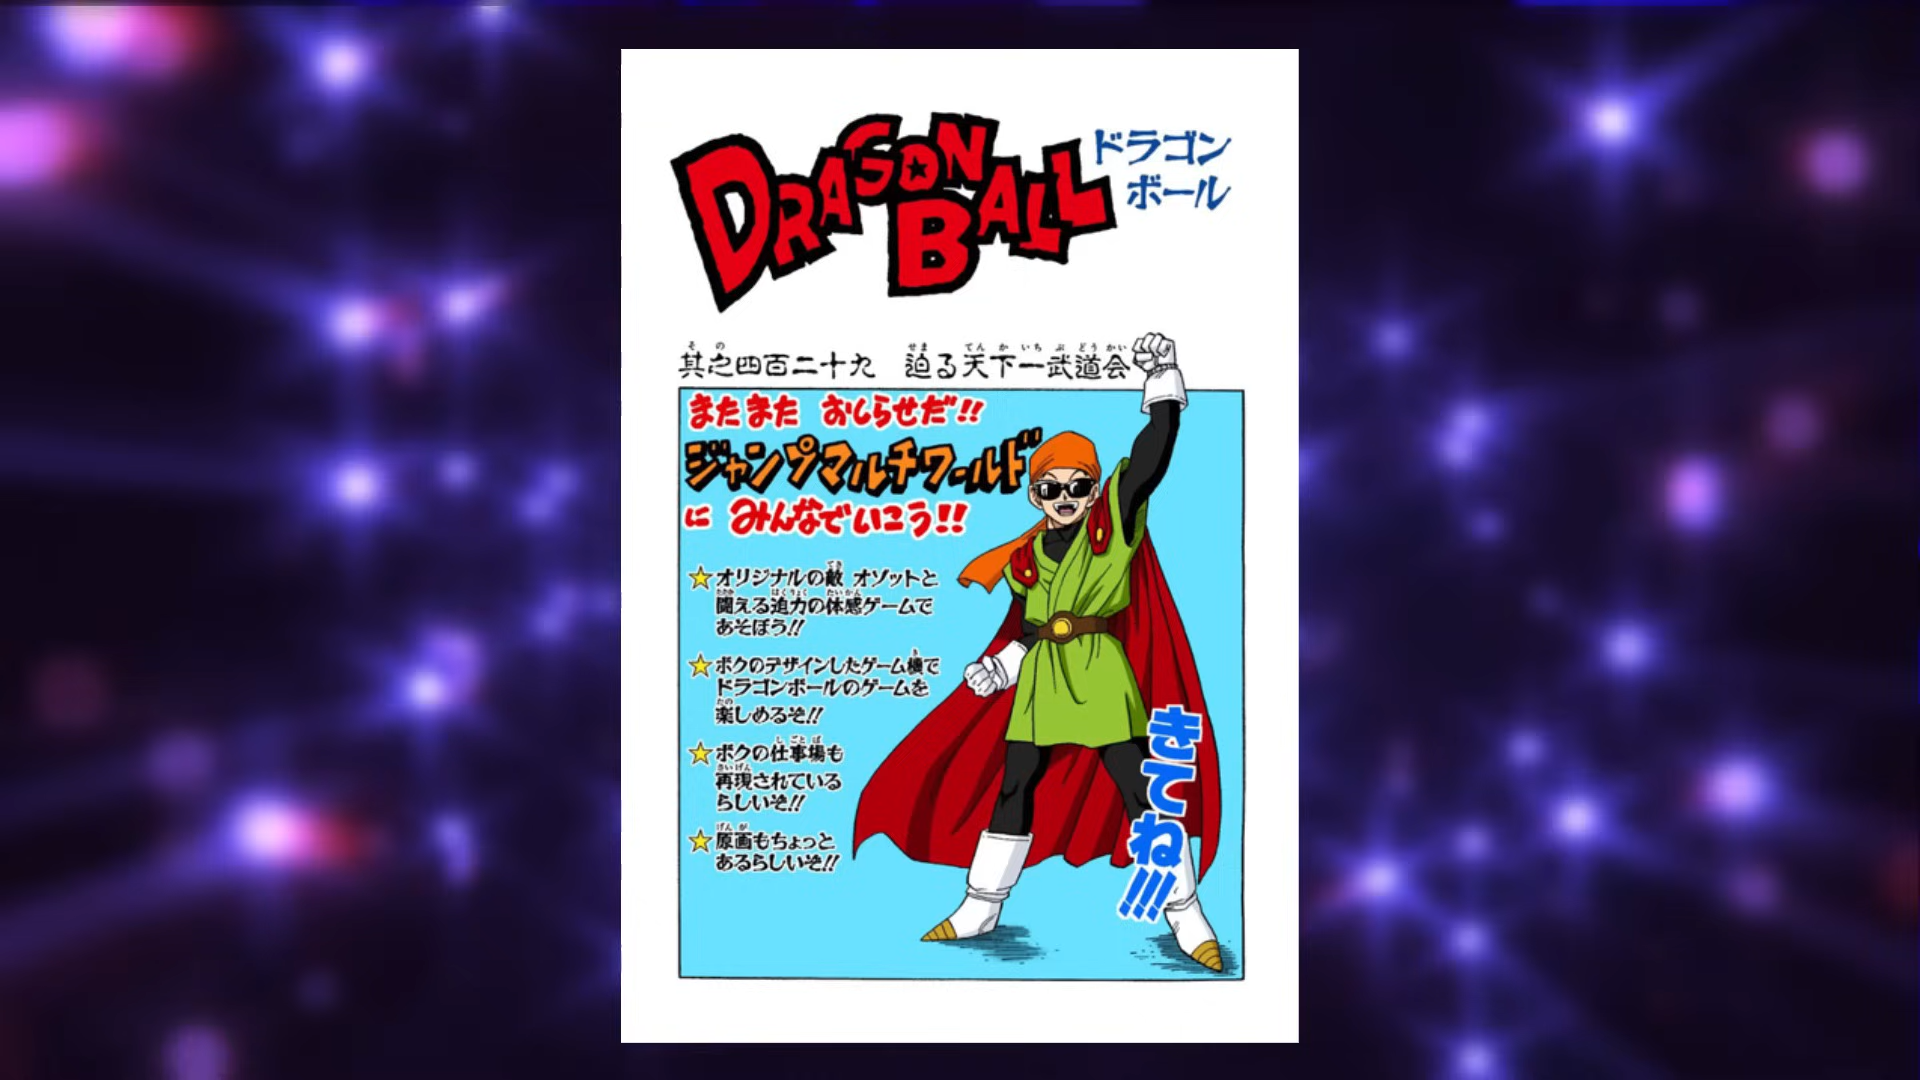 DRAGON BALL
ドラゴン
ボール
其之四百二十九 迫る天下一武道会
またまた おしらせだ!!
ジャンプマルチワールド
に みんなでいこう!!
☆オリジナルの敵 オゾットと
闘える迫力の体感ゲームで
あそぼう!!
☆ボクのデザインしたゲーム機で
ドラゴンボールのゲームを
楽しめるぞ!!
☆ボクの仕事場も
再現されている
らしいぞ!!
☆原画もちょっと
あるらしいぞ!!
きてね!!!